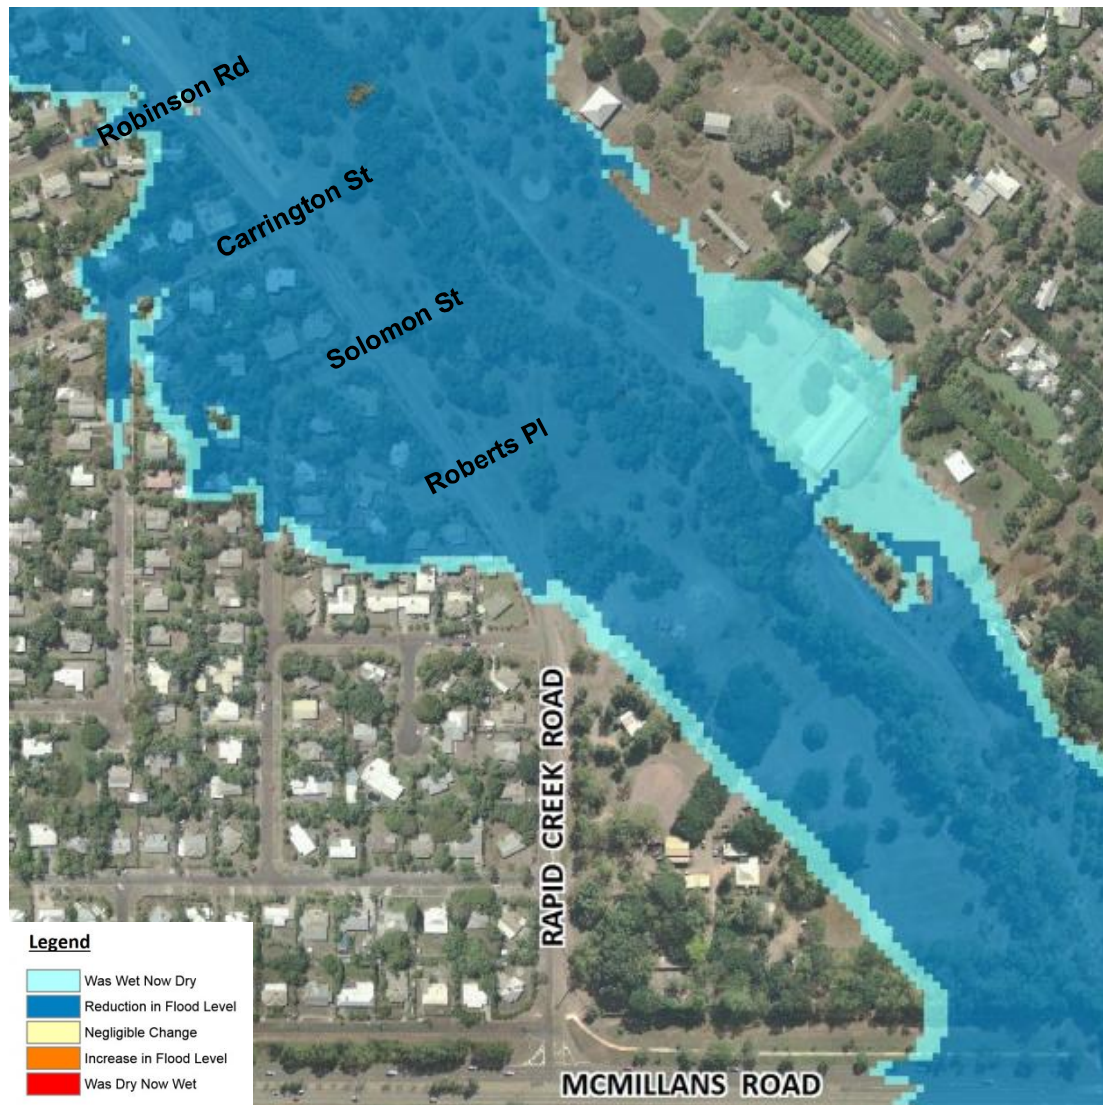 Robinson Rd
Carrington St
Solomon St
Roberts Pl
RAPID CREEK ROAD
MCMILLANS ROAD
Legend
Was Wet Now Dry
Reduction in Flood Level
Negligible Change
Increase in Flood Level
Was Dry Now Wet